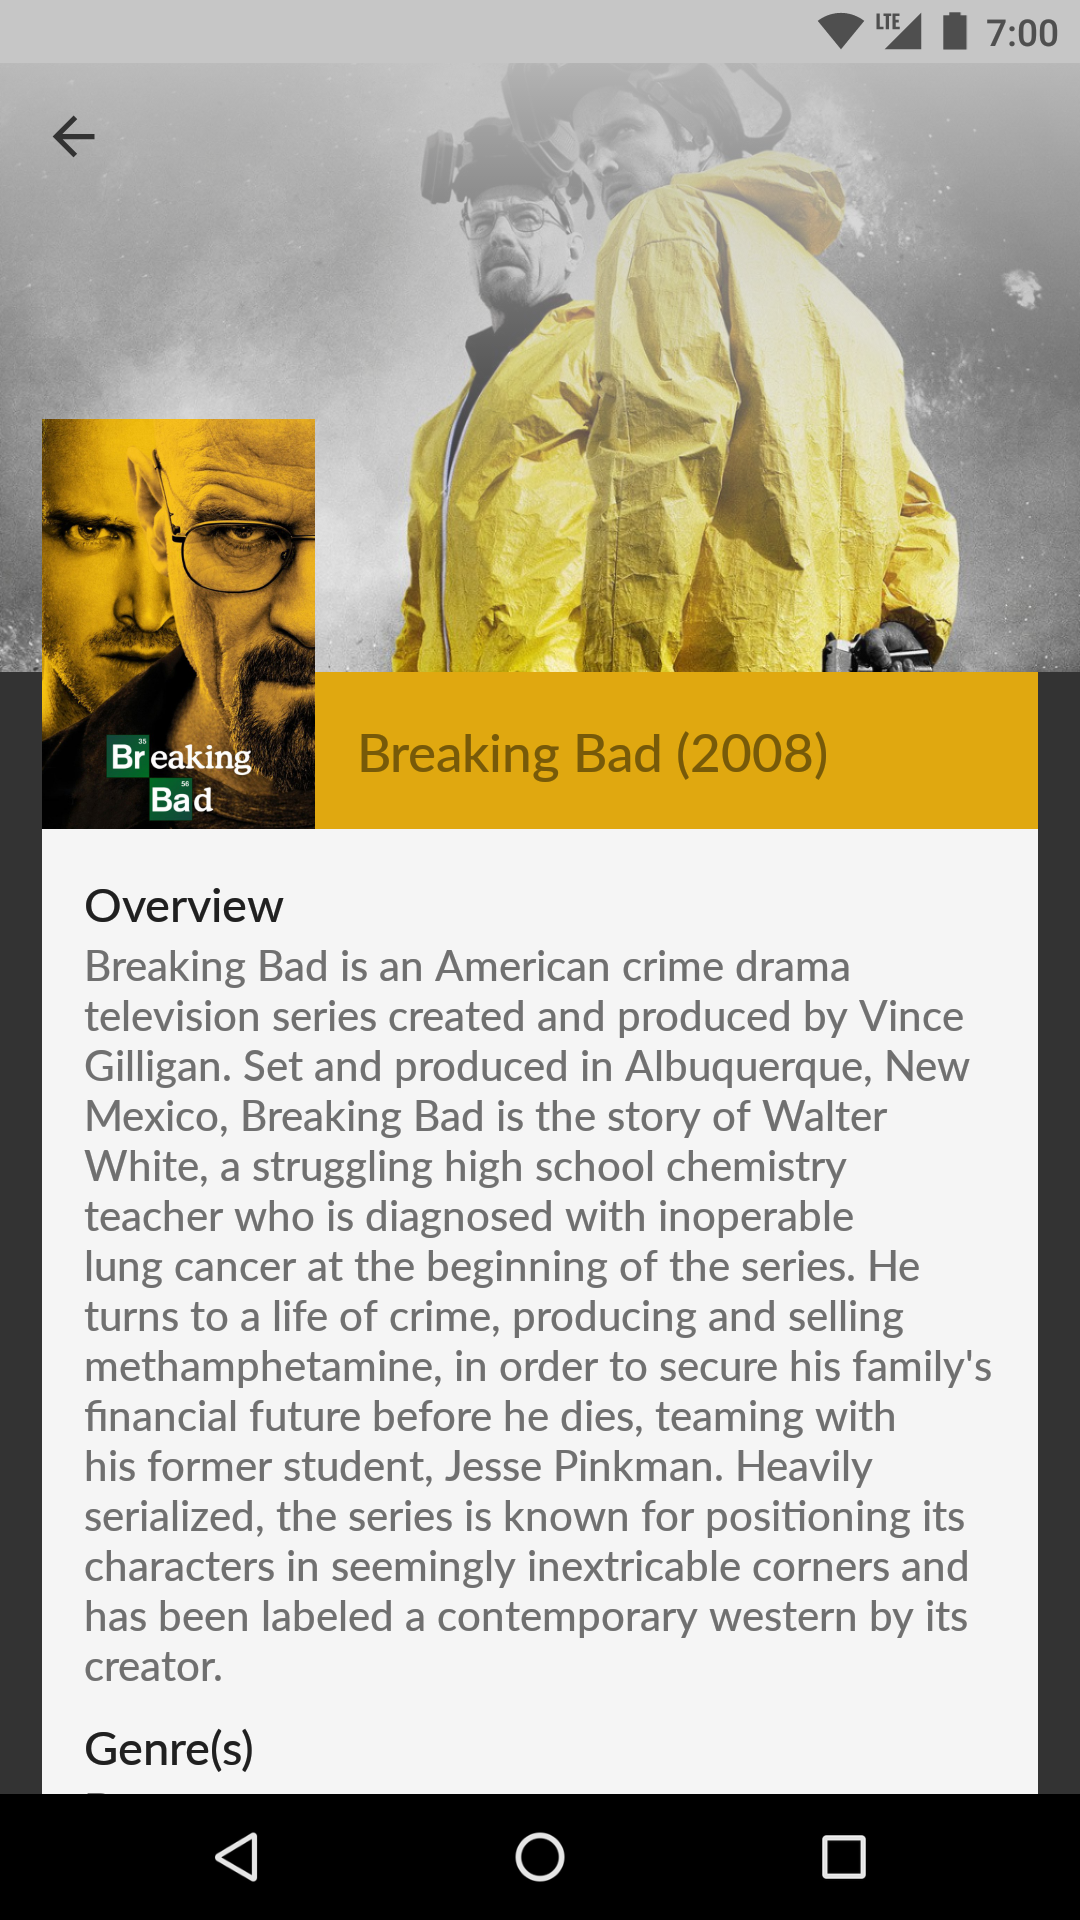 LTE 7:00
35
Breaking
56
Bad
Breaking Bad (2008)
Overview
Breaking Bad is an American crime drama
television series created and produced by Vince
Gilligan. Set and produced in Albuquerque, New
Mexico, Breaking Bad is the story of Walter
White, a struggling high school chemistry
teacher who is diagnosed with inoperable
lung cancer at the beginning of the series. He
turns to a life of crime, producing and selling
methamphetamine, in order to secure his family's
financial future before he dies, teaming with
his former student, Jesse Pinkman. Heavily
serialized, the series is known for positioning its
characters in seemingly inextricable corners and
has been labeled a contemporary western by its
creator.
Genre(s)